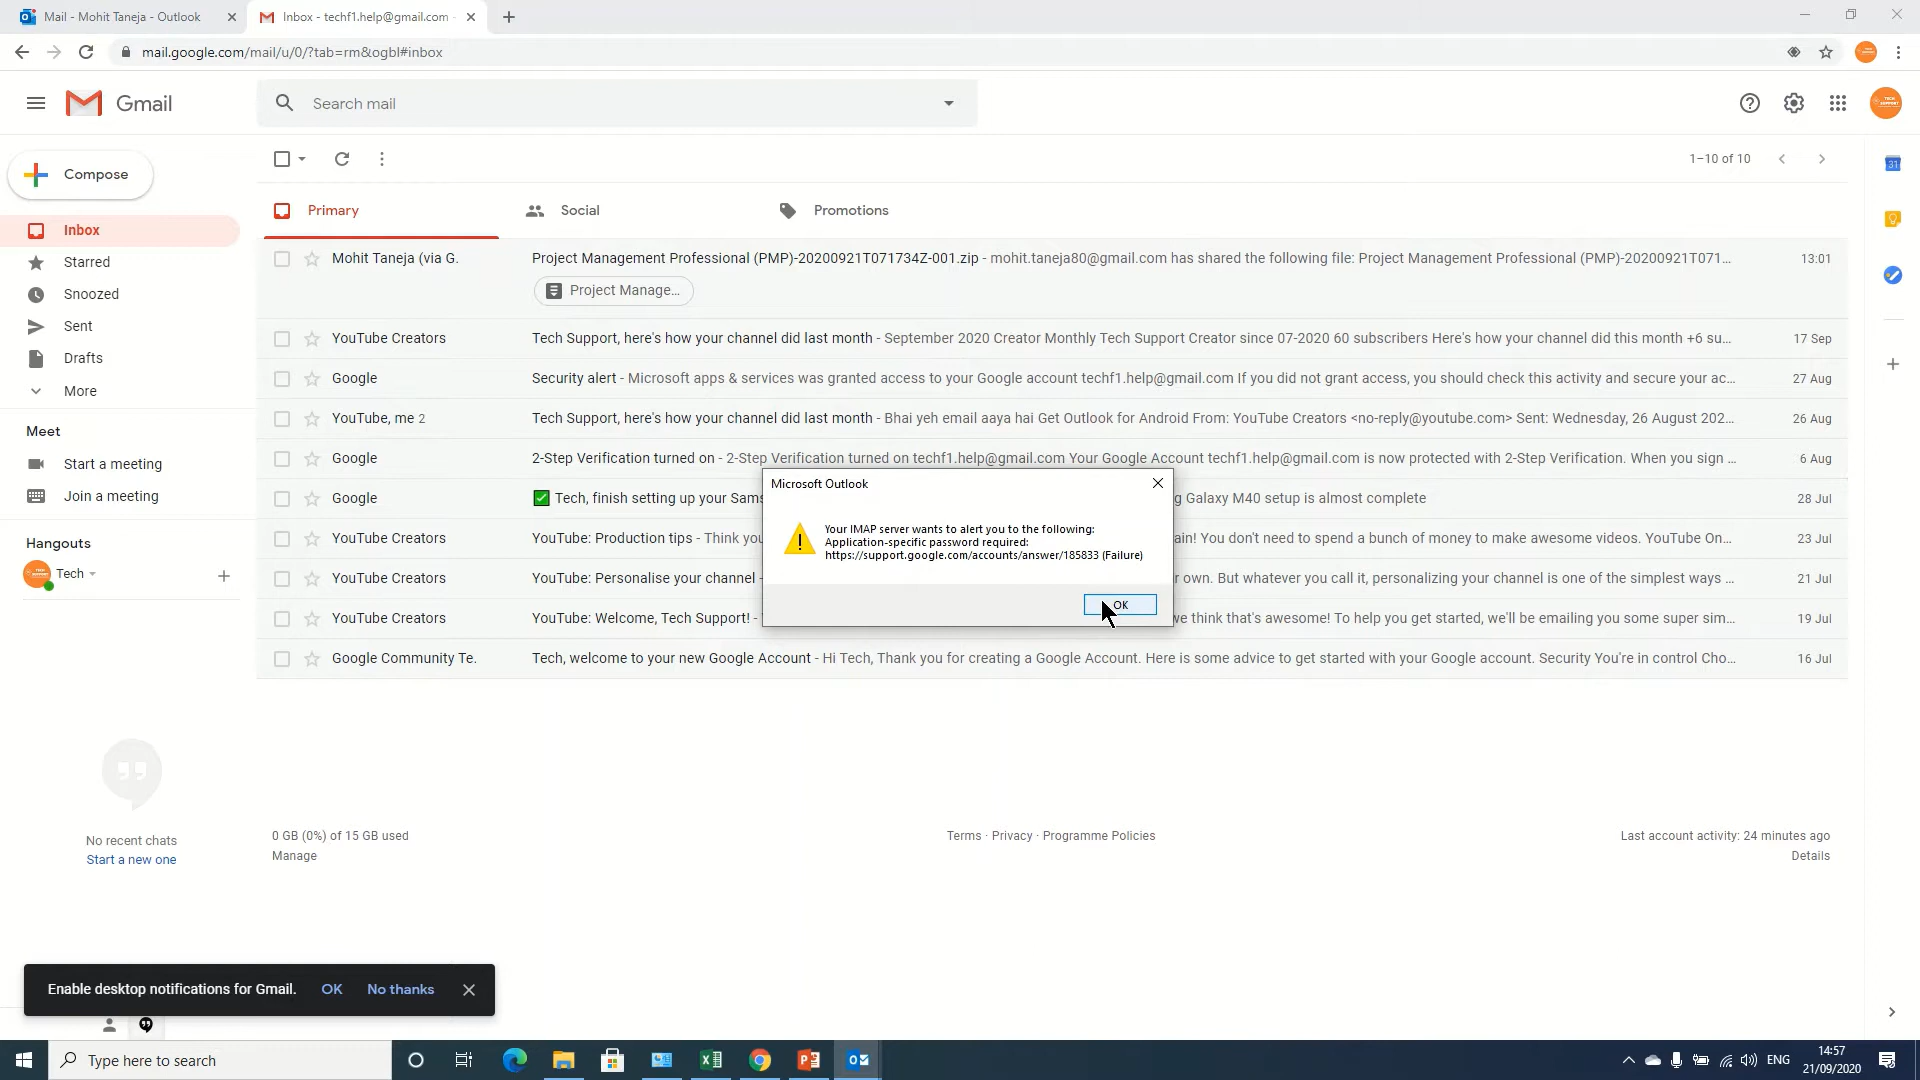 Mail - Mohit Taneja - Outlook
Inbox - techf1.help@gmail.com -
mail.google.com/mail/u/0/?tab=rm&ogbl#inbox
Gmail
Search mail
Compose
1–10 of 10
Primary
Social
Promotions
Inbox
Starred
Snoozed
Sent
Drafts
More
Meet
Start a meeting
Join a meeting
Hangouts
Tech
No recent chats
Start a new one
Mohit Taneja (via G. Project Management Professional (PMP)-20200921T071734Z-001.zip - mohit.taneja80@gmail.com has shared the following file: Project Management Professional (PMP)-20200921T071... 13:01
Project Manage...
YouTube Creators Tech Support, here's how your channel did last month - September 2020 Creator Monthly Tech Support Creator since 07-2020 60 subscribers Here's how your channel did this month +6 su... 17 Sep
Google Security alert - Microsoft apps & services was granted access to your Google account techf1.help@gmail.com If you did not grant access, you should check this activity and secure your ac... 27 Aug
YouTube, me 2 Tech Support, here's how your channel did last month - Bhai yeh email aaya hai Get Outlook for Android From: YouTube Creators <no-reply@youtube.com> Sent: Wednesday, 26 August 202... 26 Aug
Google 2-Step Verification turned on - 2-Step Verification turned on techf1.help@gmail.com Your Google Account techf1.help@gmail.com is now protected with 2-Step Verification. When you sign ... 6 Aug
Google Tech, finish setting up your Sams g Galaxy M40 setup is almost complete 28 Jul
YouTube Creators YouTube: Production tips - Think you ain! You don't need to spend a bunch of money to make awesome videos. YouTube On... 23 Jul
YouTube Creators YouTube: Personalise your channel - r own. But whatever you call it, personalizing your channel is one of the simplest ways ... 21 Jul
YouTube Creators YouTube: Welcome, Tech Support! - we think that's awesome! To help you get started, we'll be emailing you some super sim... 19 Jul
Google Community Te. Tech, welcome to your new Google Account - Hi Tech, Thank you for creating a Google Account. Here is some advice to get started with your Google account. Security You're in control Cho... 16 Jul
Microsoft Outlook
Your IMAP server wants to alert you to the following:
Application-specific password required:
https://support.google.com/accounts/answer/185833 (Failure)
OK
0 GB (0%) of 15 GB used
Manage
Terms · Privacy · Programme Policies
Last account activity: 24 minutes ago
Details
Enable desktop notifications for Gmail. OK No thanks
Type here to search
ENG
14:57
21/09/2020